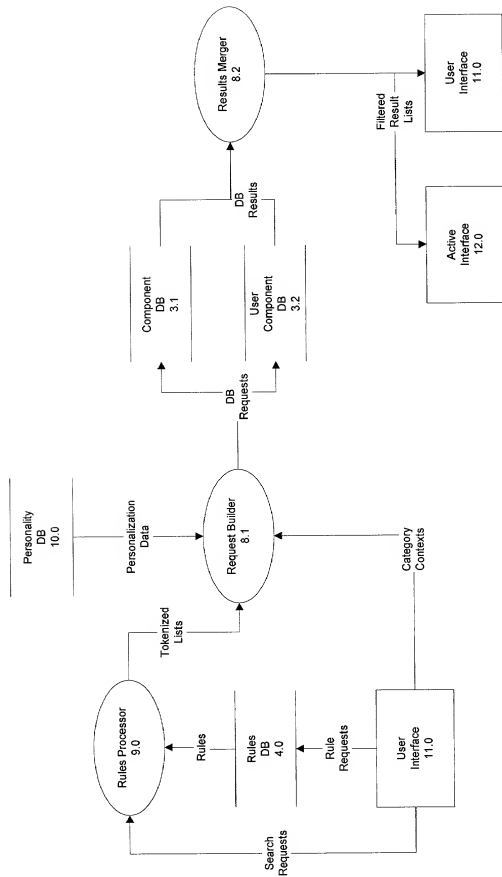 Search
Requests
Rules Processor
9.0
Rules
Rules
DB
4.0
Rule
Requests
User
Interface
11.0
Tokenized
Lists
Personality
DB
10.0
Personalization
Data
Request Builder
8.1
Category
Contexts
DB
Requests
Component
DB
3.1
User
Component
DB
3.2
DB
Results
Results Merger
8.2
Filtered
Result
Lists
Active
Interface
12.0
User
Interface
11.0